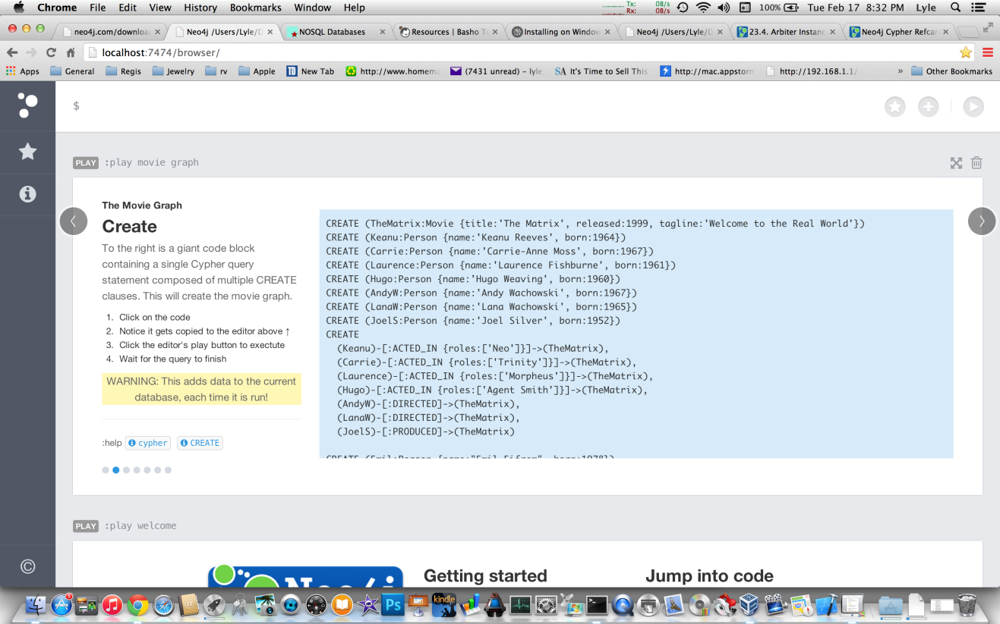 Chrome File Edit View History Bookmarks Window Help Tx: 0B/s Rx: 0B/s 100% Tue Feb 17 8:32 PM Lyle
neo4j.com/downloa Neo4j /Users/Lyle/D NOSQL Databases Resources | Basho T Installing on Window Neo4j /Users/Lyle/D 23.4. Arbiter Instanc Neo4j Cypher Refcar
localhost:7474/browser/
Apps General Regis Jewelry rv Apple New Tab http://www.homema (7431 unread) - lyle_ SA It's Time to Sell This http://mac.appstorm http://192.168.1.1/ » Other Bookmarks
$
PLAY :play movie graph
The Movie Graph
Create
To the right is a giant code block
containing a single Cypher query
statement composed of multiple CREATE
clauses. This will create the movie graph.
1. Click on the code
2. Notice it gets copied to the editor above ↑
3. Click the editor's play button to exectute
4. Wait for the query to finish
WARNING: This adds data to the current
database, each time it is run!
:help cypher CREATE
CREATE (TheMatrix:Movie {title:'The Matrix', released:1999, tagline:'Welcome to the Real World'})
CREATE (Keanu:Person {name:'Keanu Reeves', born:1964})
CREATE (Carrie:Person {name:'Carrie-Anne Moss', born:1967})
CREATE (Laurence:Person {name:'Laurence Fishburne', born:1961})
CREATE (Hugo:Person {name:'Hugo Weaving', born:1960})
CREATE (AndyW:Person {name:'Andy Wachowski', born:1967})
CREATE (LanaW:Person {name:'Lana Wachowski', born:1965})
CREATE (JoelS:Person {name:'Joel Silver', born:1952})
CREATE
(Keanu)-[:ACTED_IN {roles:['Neo']}]->(TheMatrix),
(Carrie)-[:ACTED_IN {roles:['Trinity']}]->(TheMatrix),
(Laurence)-[:ACTED_IN {roles:['Morpheus']}]->(TheMatrix),
(Hugo)-[:ACTED_IN {roles:['Agent Smith']}]->(TheMatrix),
(AndyW)-[:DIRECTED]->(TheMatrix),
(LanaW)-[:DIRECTED]->(TheMatrix),
(JoelS)-[:PRODUCED]->(TheMatrix)
CREATE (Emil:Person {name:"Emil Eifrem", born:1978})
PLAY :play welcome
Neo4j
Getting started
Jump into code
©
Ps
kindle